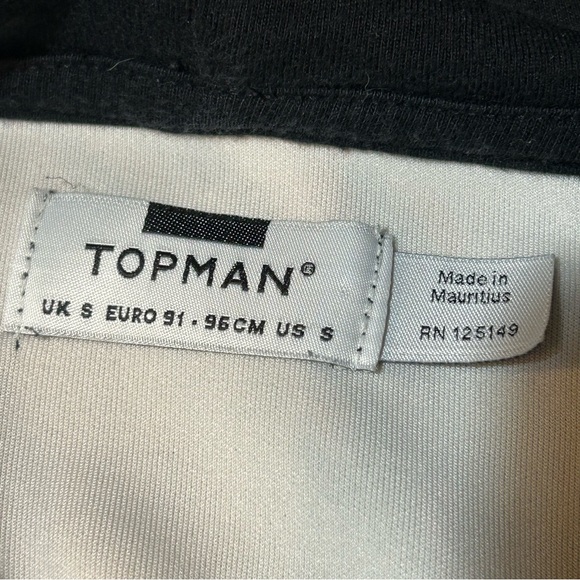 TOPMAN®
UK S EURO 91 - 96CM US S
Made in
Mauritius
RN 125149